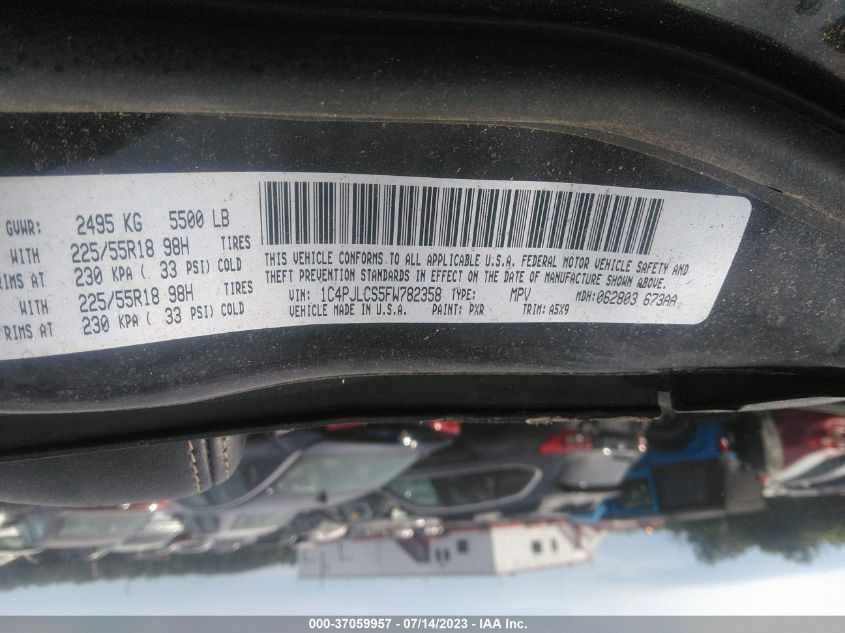 GVWR: 2495 KG 5500 LB
WITH 225/55R18 98H TIRES
RIMS AT 230 KPA ( 33 PSI) COLD
WITH 225/55R18 98H TIRES
RIMS AT 230 KPA ( 33 PSI) COLD
THIS VEHICLE CONFORMS TO ALL APPLICABLE U.S.A. FEDERAL MOTOR VEHICLE SAFETY AND
THEFT PREVENTION STANDARDS IN EFFECT ON THE DATE OF MANUFACTURE SHOWN ABOVE.
VIN: 1C4PJLCS5FW782358 TYPE: MPV MDH: 062803 673AA
VEHICLE MADE IN U.S.A. PAINT: PXR TRIM: A5X9
000-37059957 / 07/14/2023 / IAA Inc.